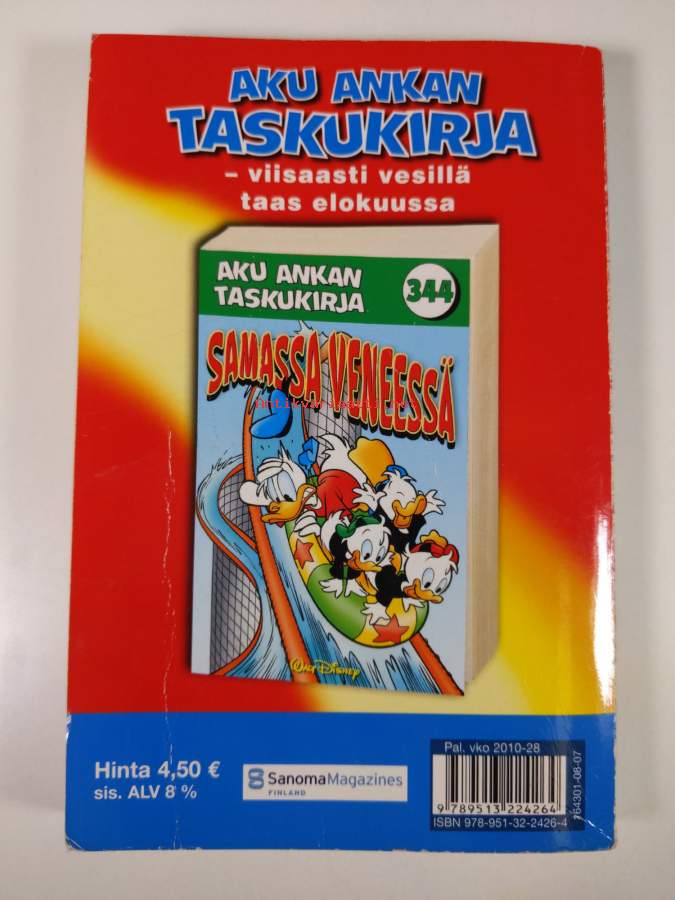 AKU ANKAN
TASKUKIRJA
– viisaasti vesillä
taas elokuussa
AKU ANKAN
TASKUKIRJA
344
SAMASSA VENEESSÄ
WALT DISNEY
Hinta 4,50 €
sis. ALV 8 %
SanomaMagazines
FINLAND
Pal. vko 2010-28
9 789513 224264
ISBN 978-951-32-2426-4
764301-08-07